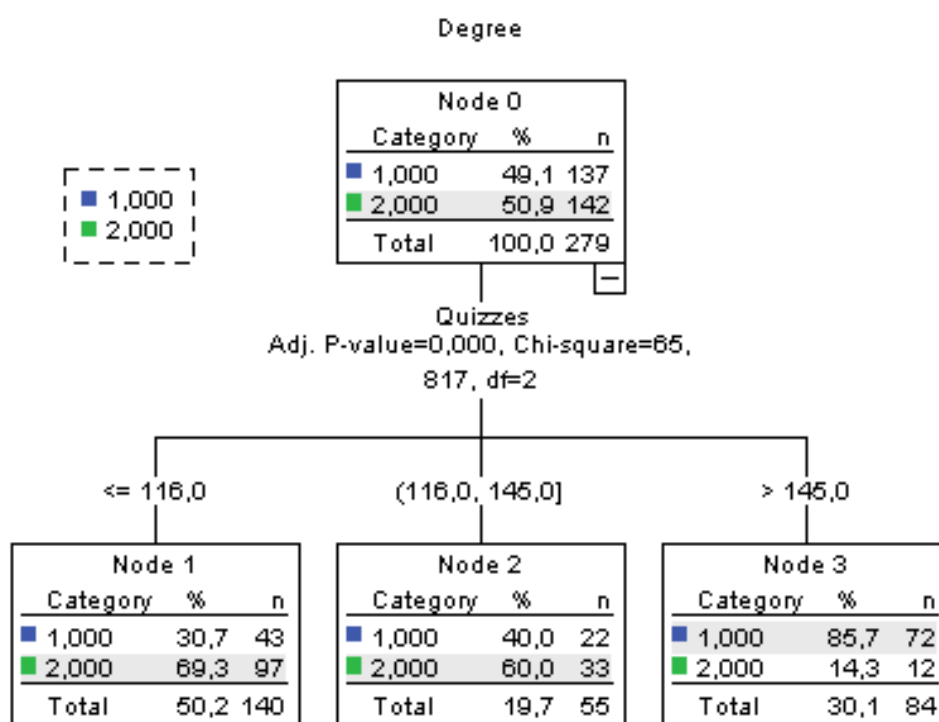 Degree
Node 0
Category % n
1,000 49,1 137
2,000 50,9 142
Total 100,0 279
1,000
2,000
Quizzes
Adj. P-value=0,000, Chi-square=65,
817, df=2
<= 116,0
(116,0, 145,0]
> 145,0
Node 1
Category % n
1,000 30,7 43
2,000 69,3 97
Total 50,2 140
Node 2
Category % n
1,000 40,0 22
2,000 60,0 33
Total 19,7 55
Node 3
Category % n
1,000 85,7 72
2,000 14,3 12
Total 30,1 84